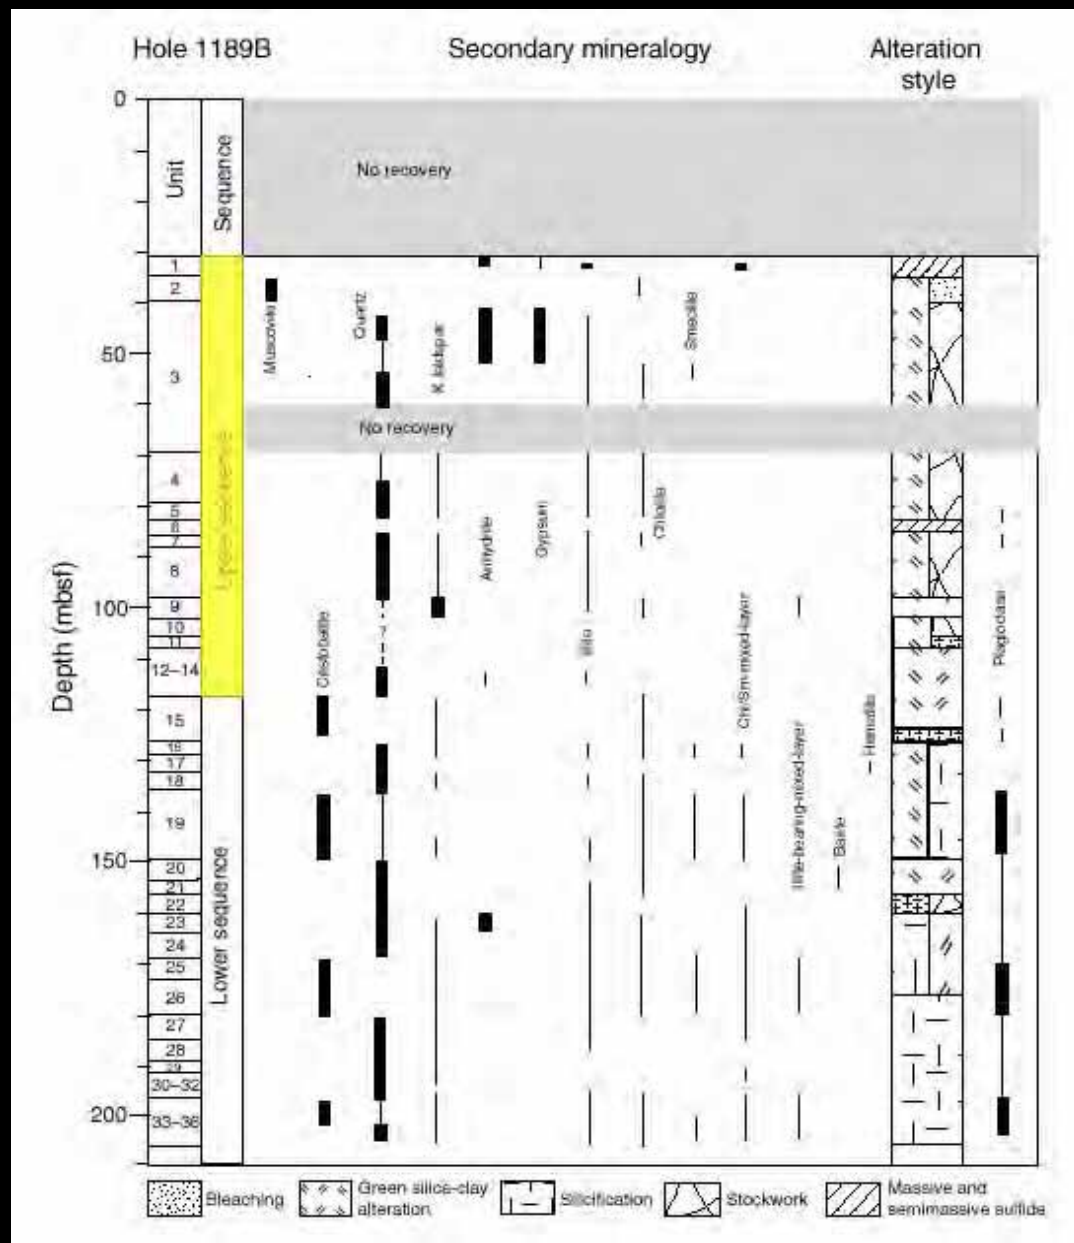 Hole 1189B
Secondary mineralogy
Alteration
style
0
50
100
150
200
Depth (mbsf)
Unit
Sequence
No recovery
1
2
3
4
5
6
7
8
9
10
11
12–14
15
16
17
18
19
20
21
22
23
24
25
26
27
28
29
30–32
33–36
Lower sequence
Muscovite
Quartz
K feldspar
Smectite
No recovery
Anhydrite
Gypsum
Chlorite
Cristobalite
Illite
Chl/Sm-mixed-layer
Illite-bearing-mixed-layer
Barite
Hematite
Plagioclase
Bleaching
Green silica-clay
alteration
Silicification
Stockwork
Massive and
semimassive sulfide